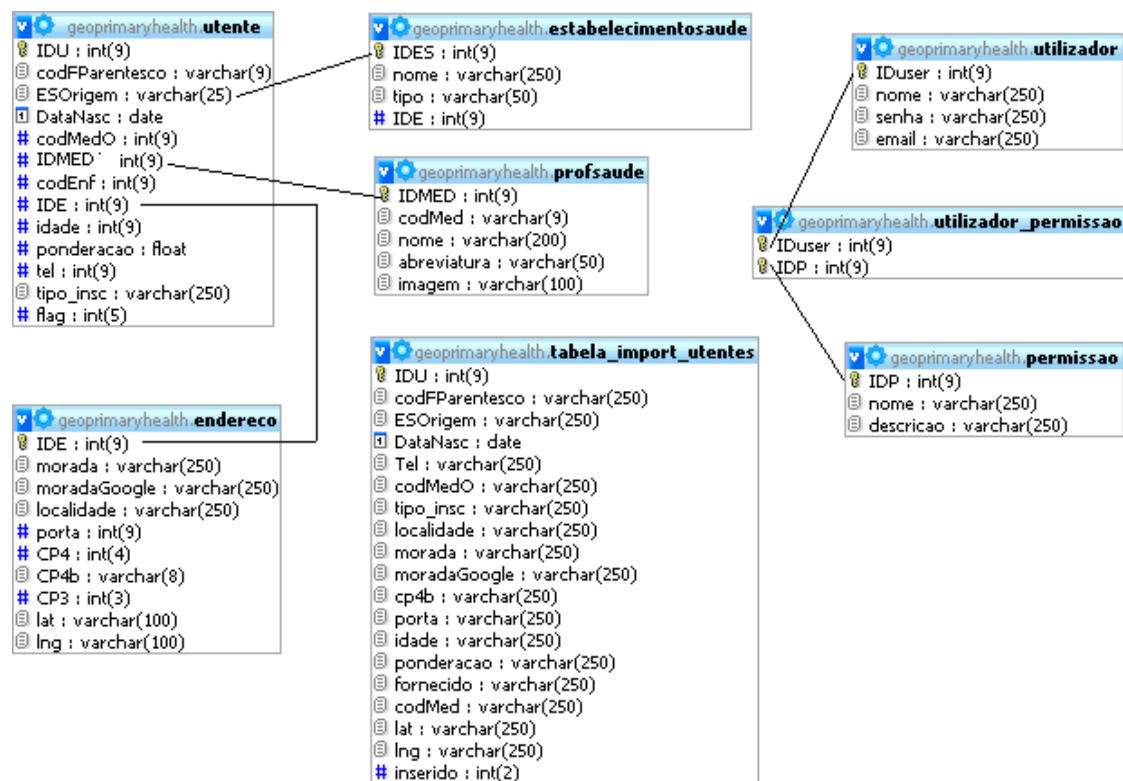 geoprimaryhealth.utente
IDU : int(9)
codFParentesco : varchar(9)
ESOrigem : varchar(25)
DataNasc : date
# codMedO : int(9)
# IDMED int(9)
# codEnf : int(9)
# IDE : int(9)
# idade : int(9)
# ponderacao : float
# tel : int(9)
tipo_insc : varchar(250)
# flag : int(5)
geoprimaryhealth.estabelecimentosaude
IDES : int(9)
nome : varchar(250)
tipo : varchar(50)
# IDE : int(9)
geoprimaryhealth.profsaude
IDMED : int(9)
codMed : varchar(9)
nome : varchar(200)
abreviatura : varchar(50)
imagem : varchar(100)
geoprimaryhealth.utilizador
IDuser : int(9)
nome : varchar(250)
senha : varchar(250)
email : varchar(250)
geoprimaryhealth.utilizador_permissao
IDuser : int(9)
IDP : int(9)
geoprimaryhealth.permissao
IDP : int(9)
nome : varchar(250)
descricao : varchar(250)
geoprimaryhealth.endereco
IDE : int(9)
morada : varchar(250)
moradaGoogle : varchar(250)
localidade : varchar(250)
# porta : int(9)
# CP4 : int(4)
CP4b : varchar(8)
# CP3 : int(3)
lat : varchar(100)
lng : varchar(100)
geoprimaryhealth.tabela_import_utentes
IDU : int(9)
codFParentesco : varchar(250)
ESOrigem : varchar(250)
DataNasc : date
Tel : varchar(250)
codMedO : varchar(250)
tipo_insc : varchar(250)
localidade : varchar(250)
morada : varchar(250)
moradaGoogle : varchar(250)
cp4b : varchar(250)
porta : varchar(250)
idade : varchar(250)
ponderacao : varchar(250)
fornecido : varchar(250)
codMed : varchar(250)
lat : varchar(250)
lng : varchar(250)
# inserido : int(2)